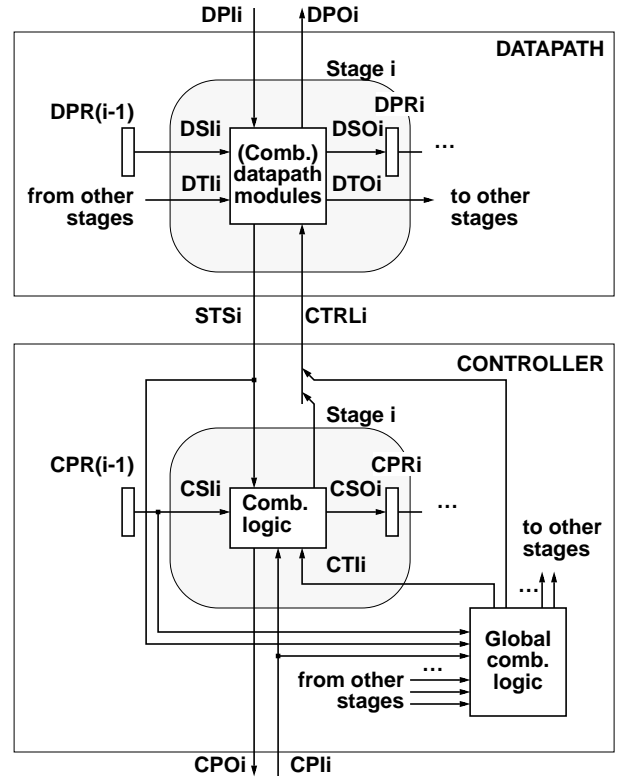 DPIi DPOi
DATAPATH
Stage i
DPR(i-1)
DPRi
DSIi
DSOi
...
(Comb.)
datapath
modules
DTIi
DTOi
from other
stages
to other
stages
STSi CTRLi
CONTROLLER
Stage i
CPR(i-1)
CPRi
CSIi
CSOi
...
Comb.
logic
to other
stages
CTIi
...
Global
comb.
logic
...
from other
stages
CPOi CPIi